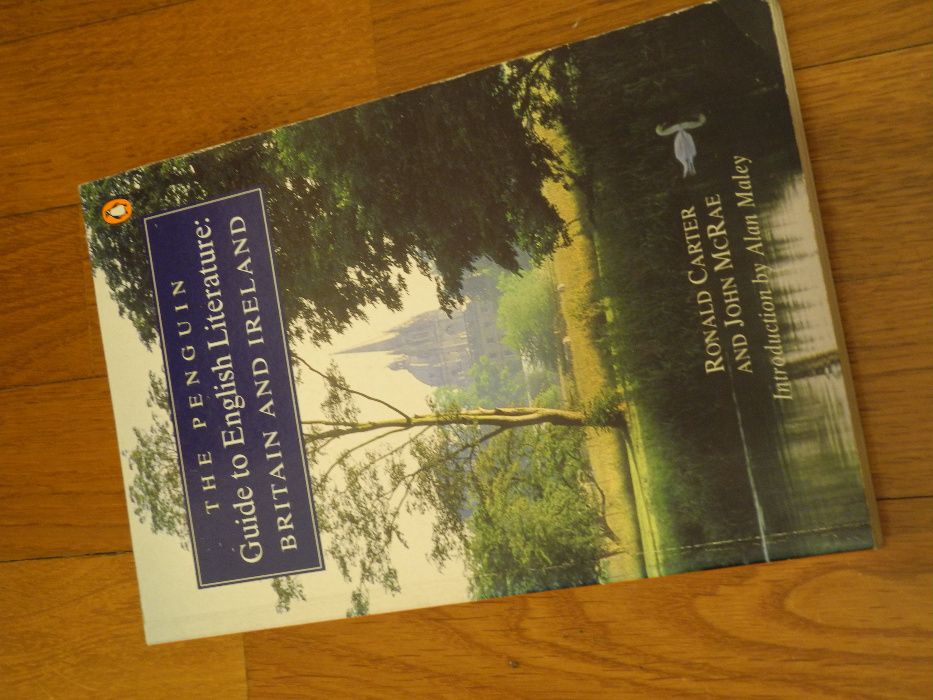 THE PENGUIN
Guide to English Literature:
BRITAIN AND IRELAND
RONALD CARTER
AND JOHN MCRAE
Introduction by Alan Maley